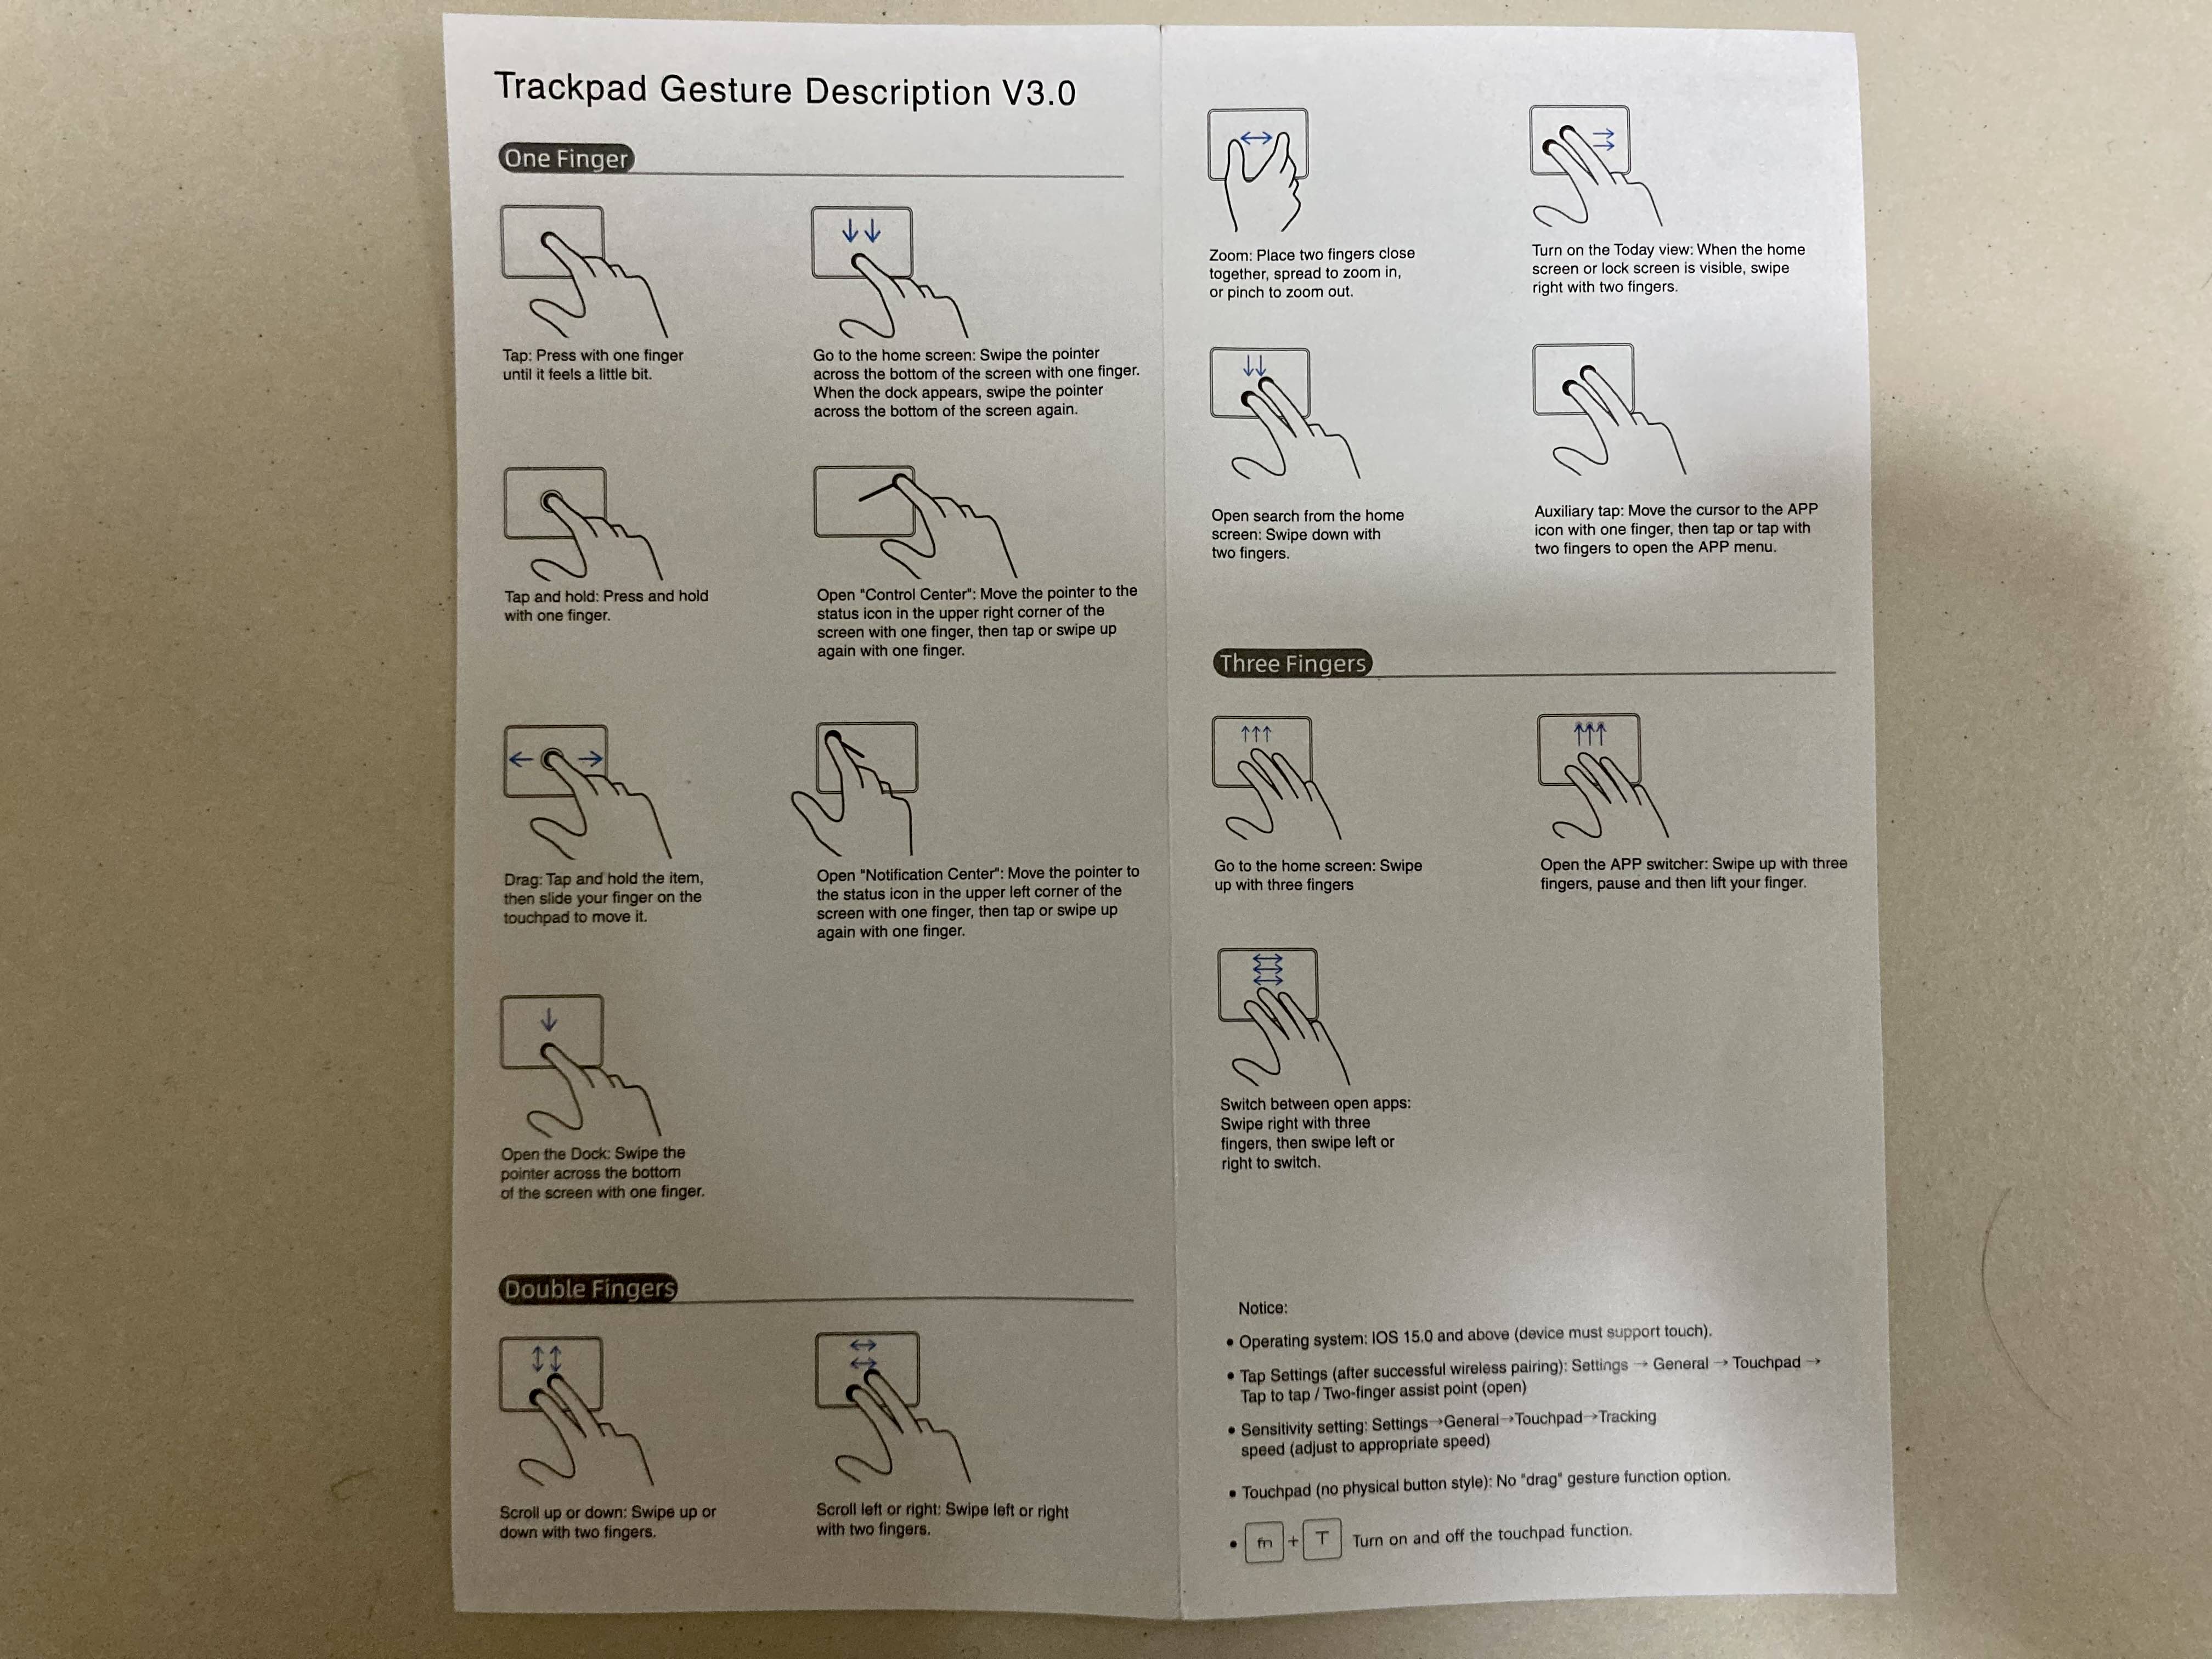 Trackpad Gesture Description V3.0
One Finger
Tap: Press with one finger
until it feels a little bit.
Go to the home screen: Swipe the pointer
across the bottom of the screen with one finger.
When the dock appears, swipe the pointer
across the bottom of the screen again.
Tap and hold: Press and hold
with one finger.
Open "Control Center": Move the pointer to the
status icon in the upper right corner of the
screen with one finger, then tap or swipe up
again with one finger.
Drag: Tap and hold the item,
then slide your finger on the
touchpad to move it.
Open "Notification Center": Move the pointer to
the status icon in the upper left corner of the
screen with one finger, then tap or swipe up
again with one finger.
Open the Dock: Swipe the
pointer across the bottom
of the screen with one finger.
Double Fingers
Scroll up or down: Swipe up or
down with two fingers.
Scroll left or right: Swipe left or right
with two fingers.
Zoom: Place two fingers close
together, spread to zoom in,
or pinch to zoom out.
Turn on the Today view: When the home
screen or lock screen is visible, swipe
right with two fingers.
Open search from the home
screen: Swipe down with
two fingers.
Auxiliary tap: Move the cursor to the APP
icon with one finger, then tap or tap with
two fingers to open the APP menu.
Three Fingers
Go to the home screen: Swipe
up with three fingers
Open the APP switcher: Swipe up with three
fingers, pause and then lift your finger.
Switch between open apps:
Swipe right with three
fingers, then swipe left or
right to switch.
Notice:
• Operating system: IOS 15.0 and above (device must support touch).
• Tap Settings (after successful wireless pairing): Settings → General → Touchpad →
Tap to tap / Two-finger assist point (open)
• Sensitivity setting: Settings→General→Touchpad→Tracking
speed (adjust to appropriate speed)
• Touchpad (no physical button style): No "drag" gesture function option.
• fn + T Turn on and off the touchpad function.